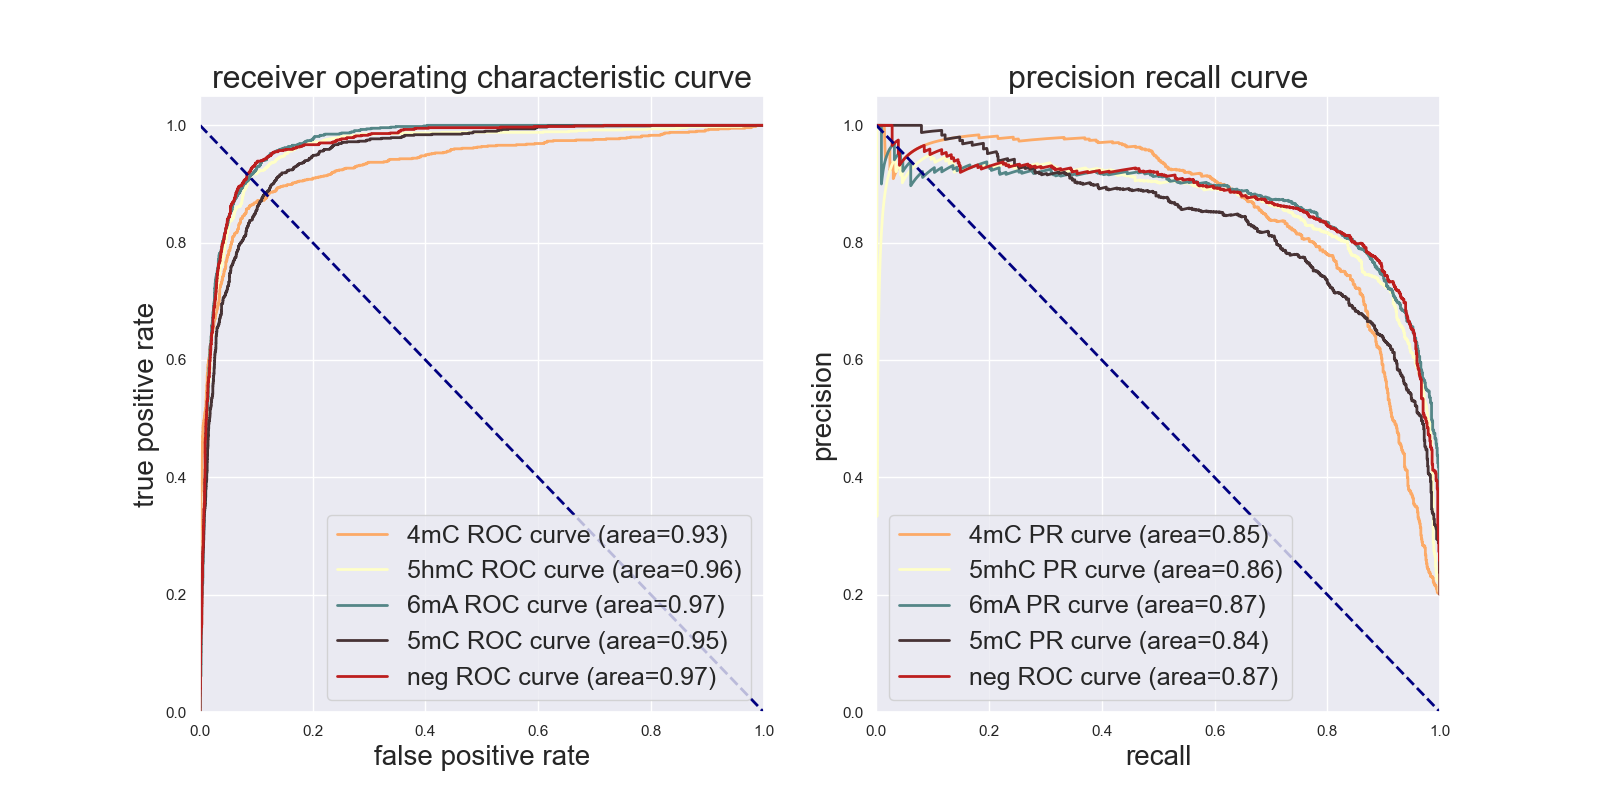 receiver operating characteristic curve
true positive rate
1.0
0.8
0.6
0.4
0.2
0.0
4mC ROC curve (area=0.93)
5hmC ROC curve (area=0.96)
6mA ROC curve (area=0.97)
5mC ROC curve (area=0.95)
neg ROC curve (area=0.97)
0.0 0.2 0.4 0.6 0.8 1.0
false positive rate
precision recall curve
precision
1.0
0.8
0.6
0.4
0.2
0.0
4mC PR curve (area=0.85)
5mhC PR curve (area=0.86)
6mA PR curve (area=0.87)
5mC PR curve (area=0.84)
neg ROC curve (area=0.87)
0.0 0.2 0.4 0.6 0.8 1.0
recall